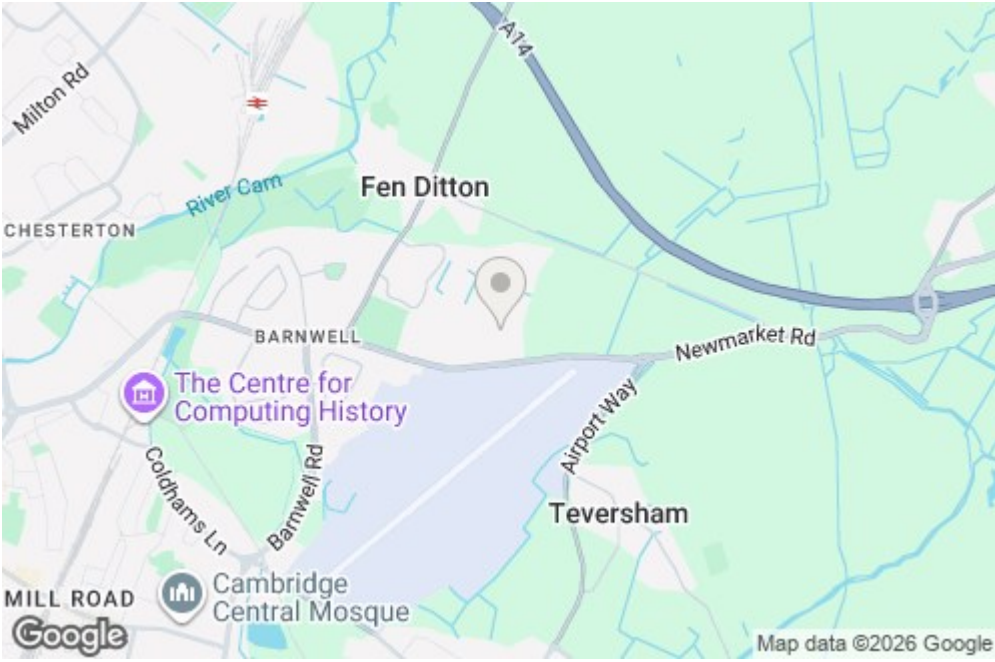 A14
Milton Rd
River Cam
Fen Ditton
CHESTERTON
BARNWELL
Newmarket Rd
The Centre for
Computing History
Airport Way
Coldhams Ln
Barnwell Rd
Teversham
MILL ROAD
Cambridge
Central Mosque
Google
Map data ©2026 Google